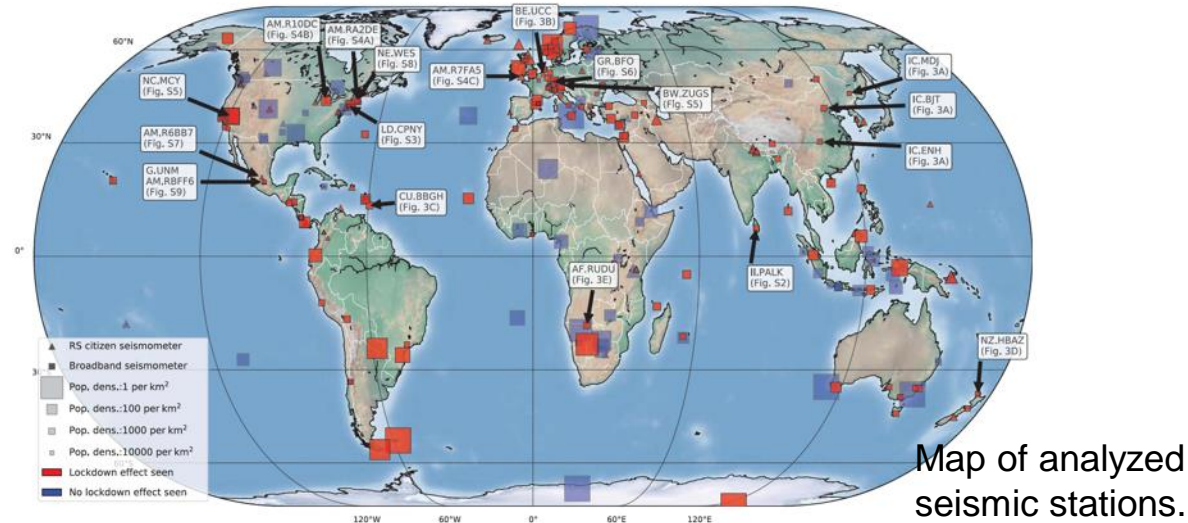 BE.UCC
(Fig. 3B)
AM.R10DC
(Fig. S4B)
AM.RA2DE
(Fig. S4A)
NE.WES
(Fig. S8)
60°N
NC.MCY
(Fig. S5)
AM.R7FA5
(Fig. S4C)
GR.BFO
(Fig. S6)
BW.ZUGS
(Fig. S5)
IC.MDJ
(Fig. 3A)
IC.BJT
(Fig. 3A)
AM.R6BB7
(Fig. S7)
LD.CPNY
(Fig. S3)
30°N
IC.ENH
(Fig. 3A)
G.UNM
AM.RBFF6
(Fig. S9)
CU.BBGH
(Fig. 3C)
0°
AF.RUDU
(Fig. 3E)
II.PALK
(Fig. S2)
NZ.HBAZ
(Fig. 3D)
RS citizen seismometer
Broadband seismometer
Pop. dens.:1 per km²
Pop. dens.:100 per km²
Pop. dens.:1000 per km²
Pop. dens.:10000 per km²
Lockdown effect seen
No lockdown effect seen
Map of analyzed
seismic stations.
120°W
60°W
0°
60°E
120°E